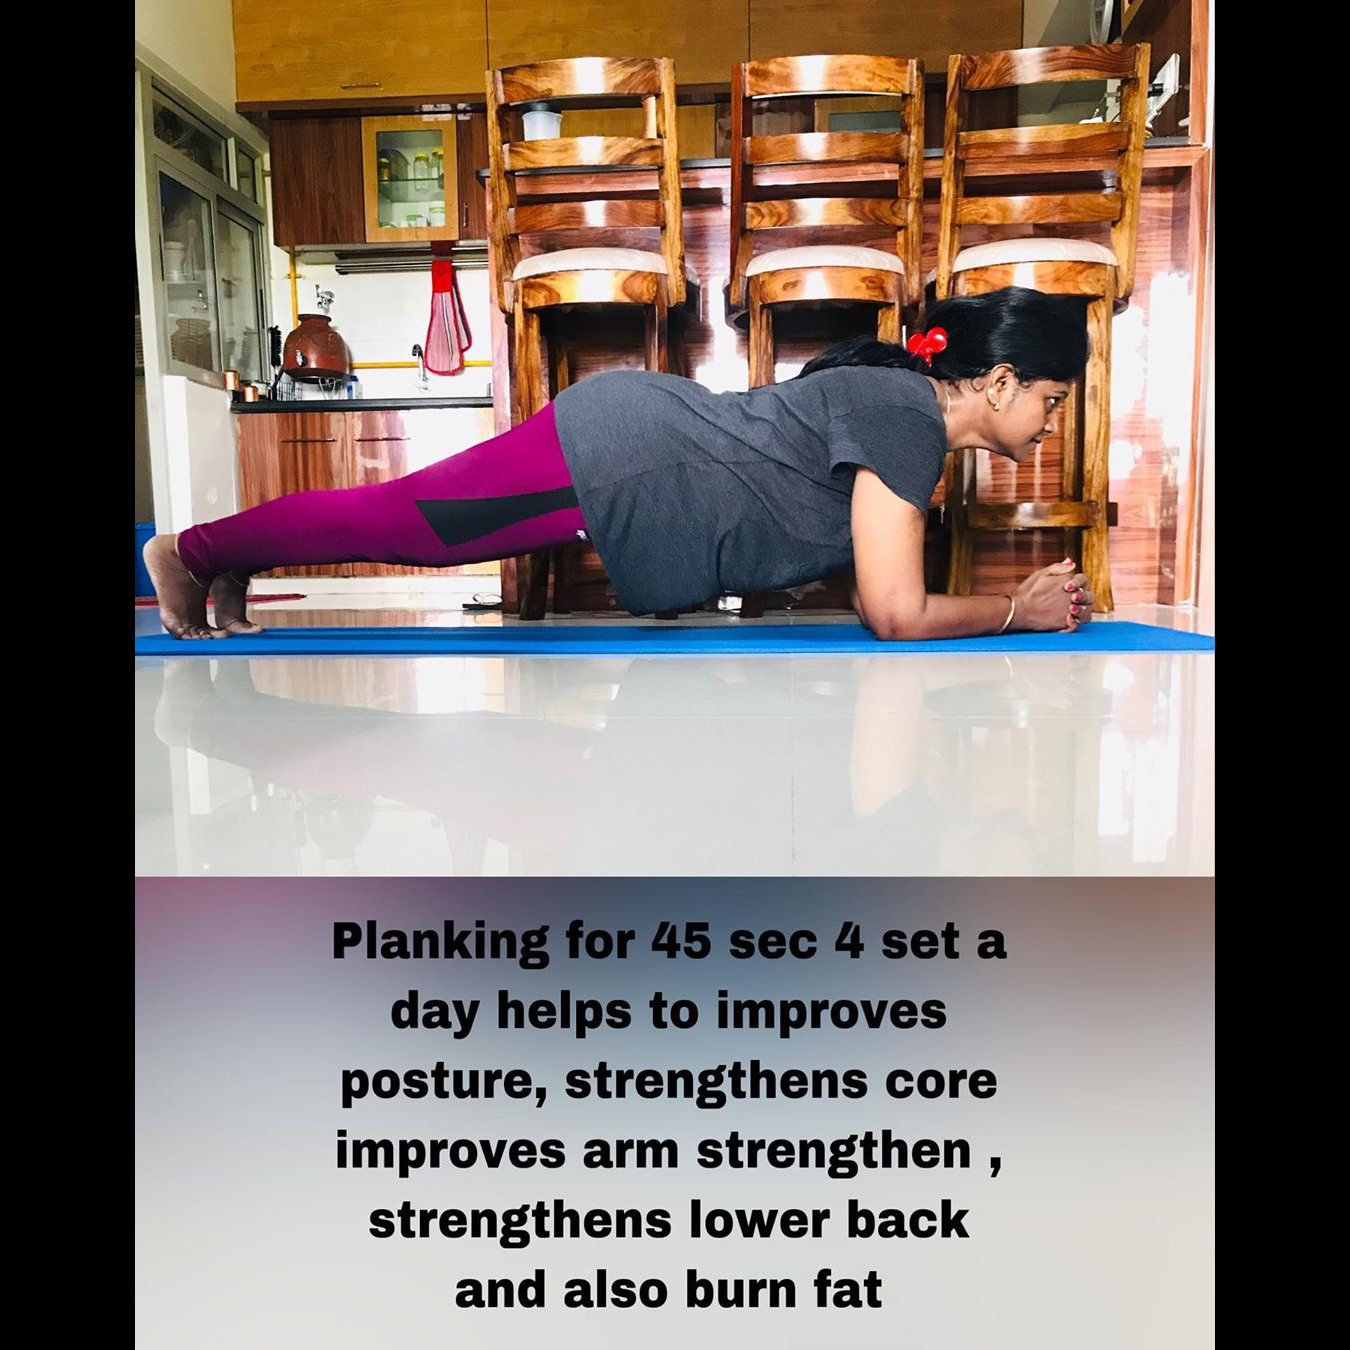 Planking for 45 sec 4 set a
day helps to improves
posture, strengthens core
improves arm strengthen ,
strengthens lower back
and also burn fat